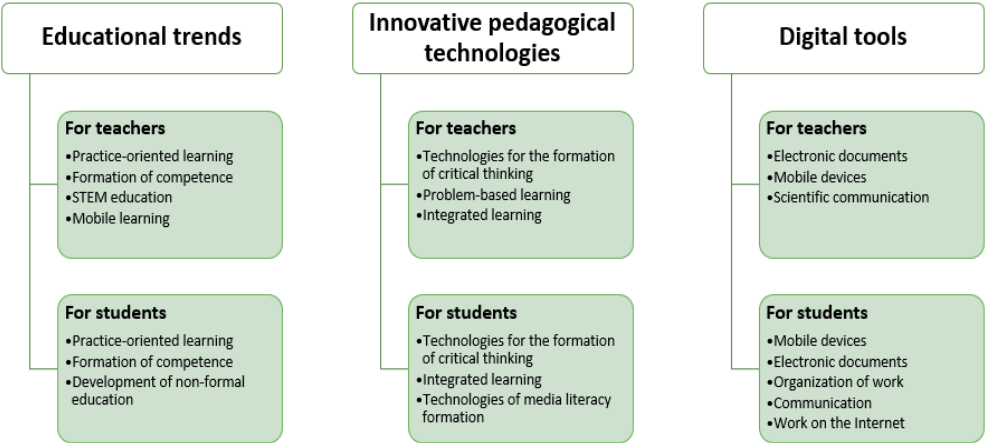 Educational trends
For teachers
•Practice-oriented learning
•Formation of competence
•STEM education
•Mobile learning
For students
•Practice-oriented learning
•Formation of competence
•Development of non-formal
education
Innovative pedagogical
technologies
For teachers
•Technologies for the formation
of critical thinking
•Problem-based learning
•Integrated learning
For students
•Technologies for the formation
of critical thinking
•Integrated learning
•Technologies of media literacy
formation
Digital tools
For teachers
•Electronic documents
•Mobile devices
•Scientific communication
For students
•Mobile devices
•Electronic documents
•Organization of work
•Communication
•Work on the Internet